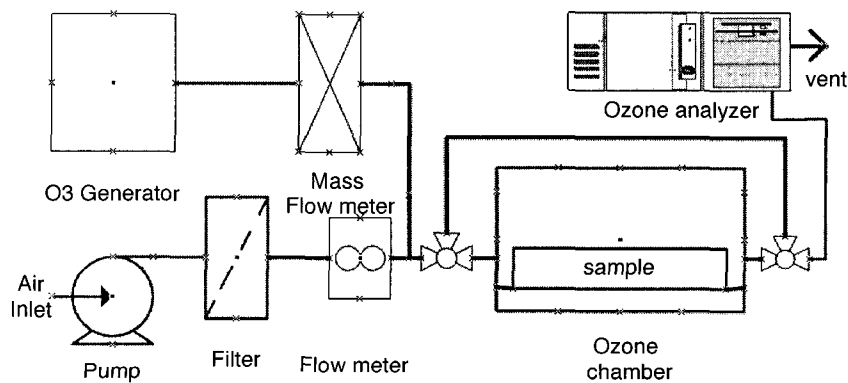 vent
Ozone analyzer
O3 Generator
Mass
Flow meter
sample
Air
Inlet
Pump
Filter
Flow meter
Ozone
chamber